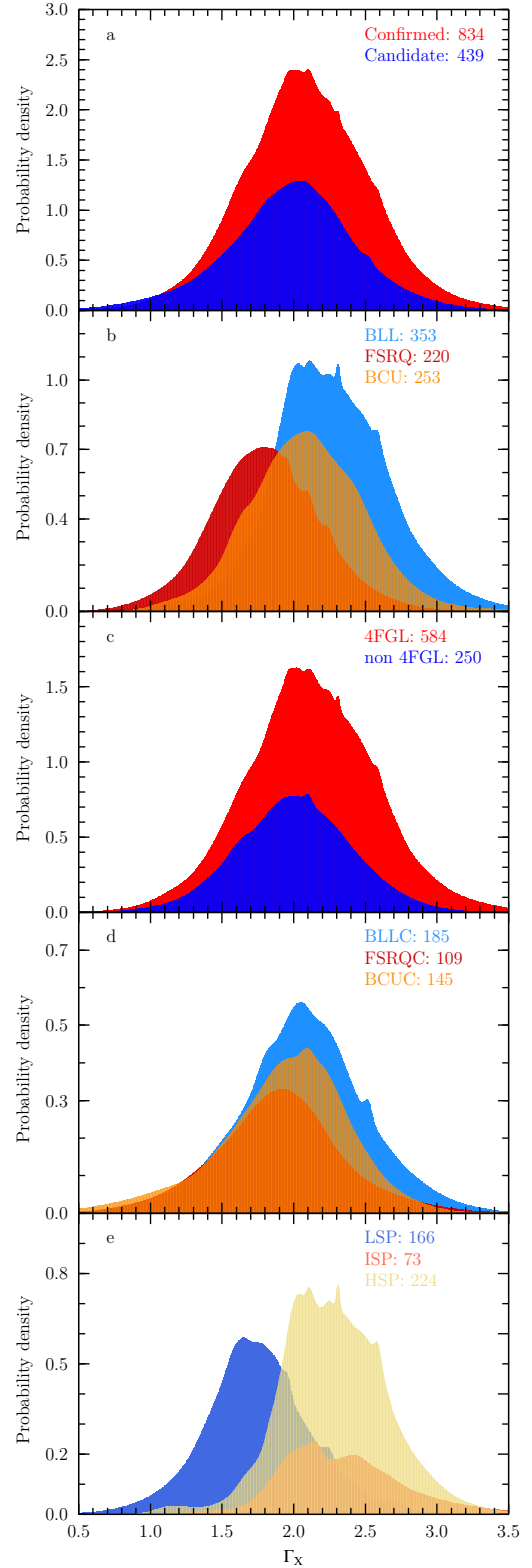 3.0
a
Confirmed: 834
Candidate: 439
2.5
2.0
1.5
1.0
0.5
0.0
Probability density
b
BLL: 353
FSRQ: 220
BCU: 253
1.0
0.7
0.4
0.0
Probability density
c
4FGL: 584
non 4FGL: 250
1.5
1.0
0.5
0.0
Probability density
d
BLLC: 185
FSRQC: 109
BCUC: 145
0.7
0.5
0.3
0.0
Probability density
e
LSP: 166
ISP: 73
HSP: 224
0.8
0.5
0.2
0.0
Probability density
0.5 1.0 1.5 2.0 2.5 3.0 3.5
ΓX